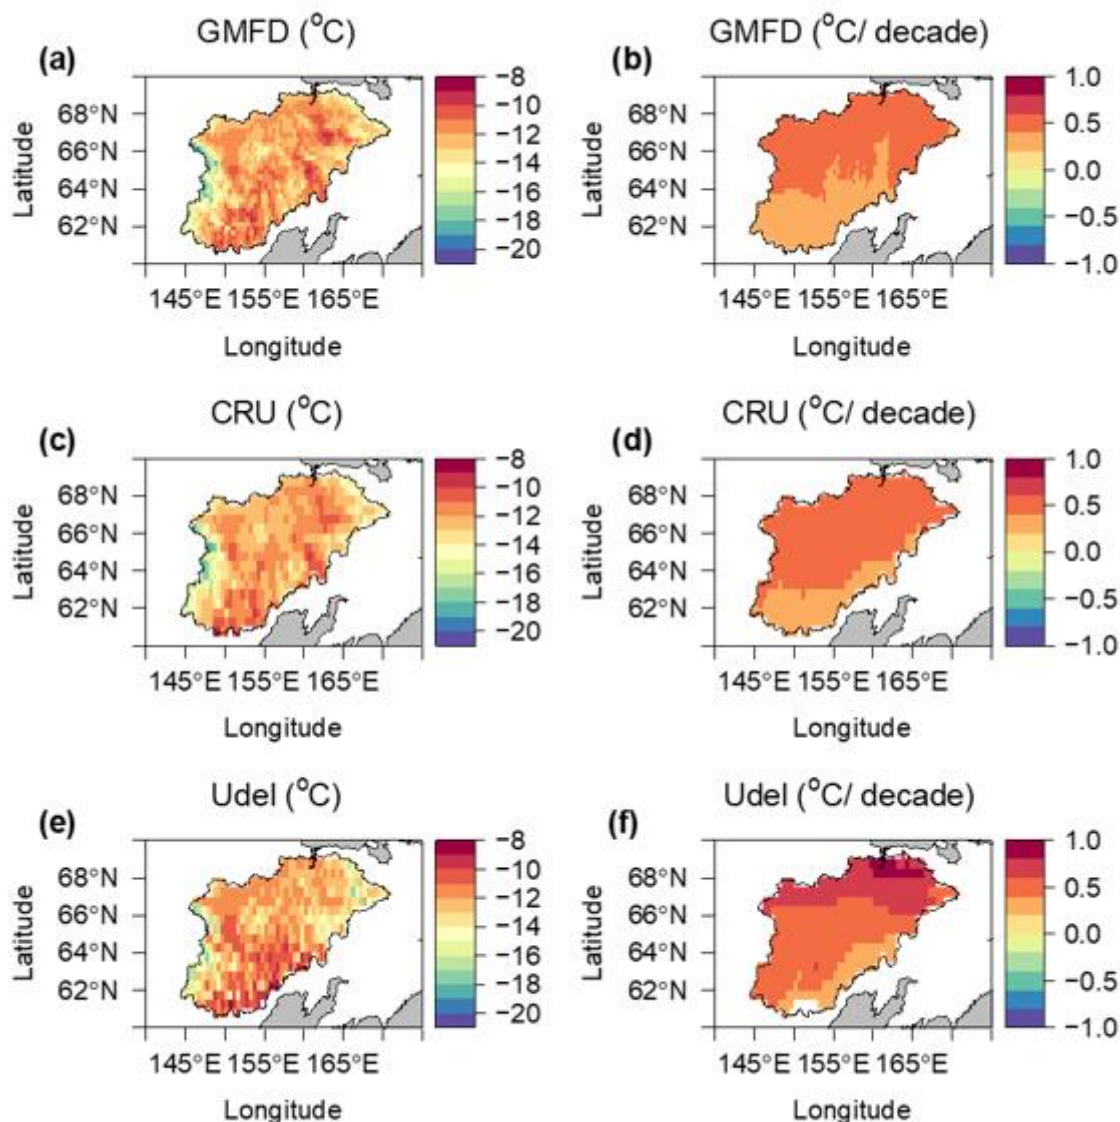 GMFD (°C)
GMFD (°C/ decade)
(a)
(b)
Latitude
68°N
66°N
64°N
62°N
−8
−10
−12
−14
−16
−18
−20
Latitude
68°N
66°N
64°N
62°N
1.0
0.5
0.0
−0.5
−1.0
145°E 155°E 165°E
145°E 155°E 165°E
Longitude
Longitude
CRU (°C)
CRU (°C/ decade)
(c)
(d)
Latitude
68°N
66°N
64°N
62°N
−8
−10
−12
−14
−16
−18
−20
Latitude
68°N
66°N
64°N
62°N
1.0
0.5
0.0
−0.5
−1.0
145°E 155°E 165°E
145°E 155°E 165°E
Longitude
Longitude
Udel (°C)
Udel (°C/ decade)
(e)
(f)
Latitude
68°N
66°N
64°N
62°N
−8
−10
−12
−14
−16
−18
−20
Latitude
68°N
66°N
64°N
62°N
1.0
0.5
0.0
−0.5
−1.0
145°E 155°E 165°E
145°E 155°E 165°E
Longitude
Longitude